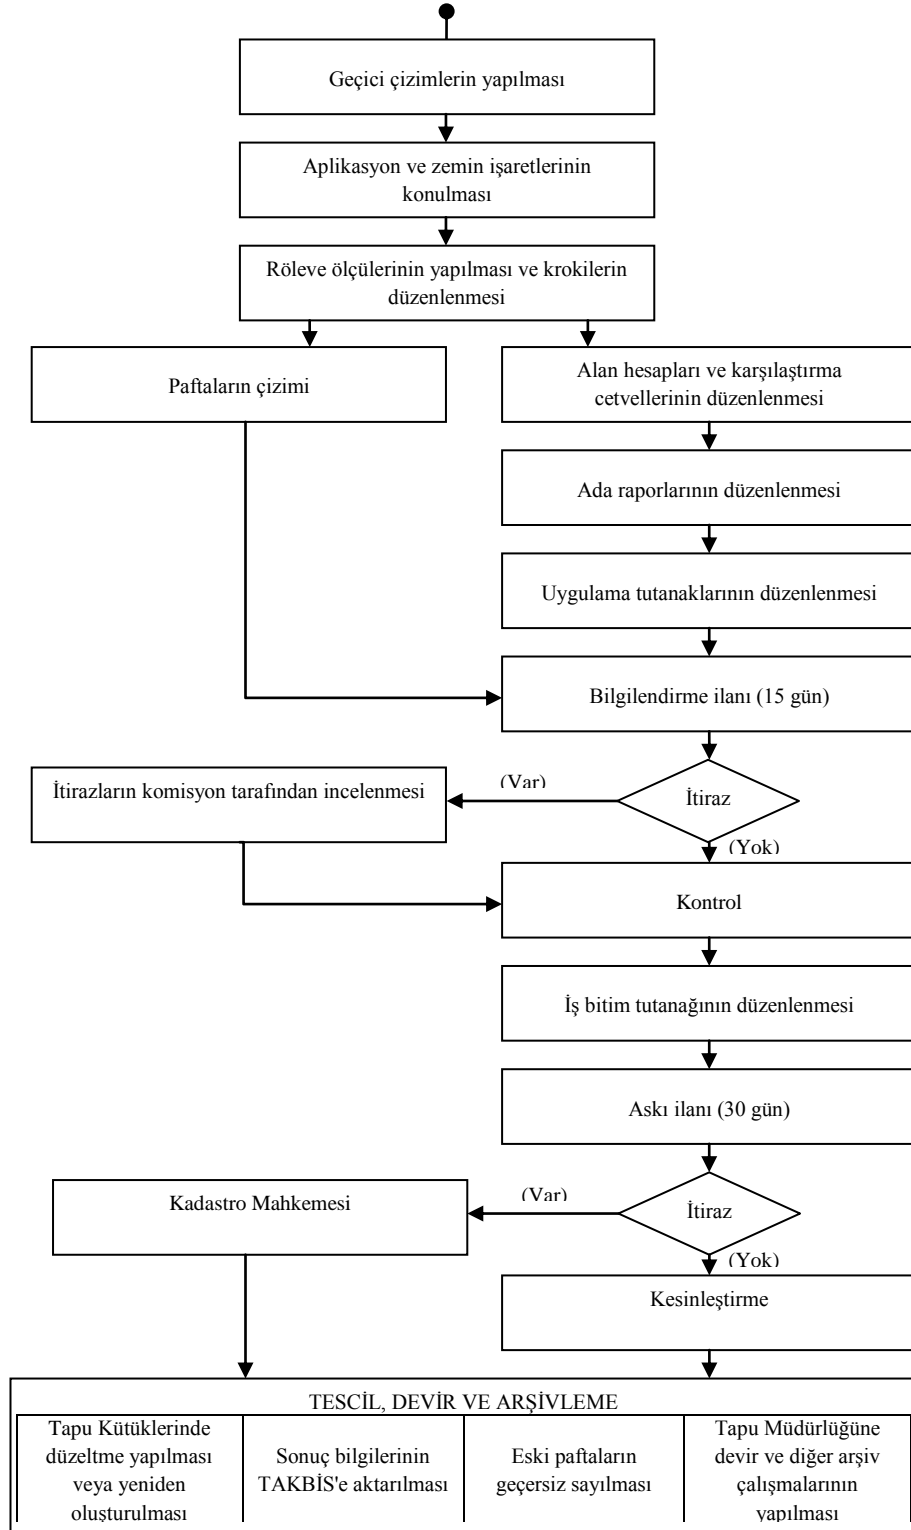 Geçici çizimlerin yapılması
Aplikasyon ve zemin işaretlerinin
konulması
Röleve ölçülerinin yapılması ve krokilerin
düzenlenmesi
Paftaların çizimi
Alan hesapları ve karşılaştırma
cetvellerinin düzenlenmesi
Ada raporlarının düzenlenmesi
Uygulama tutanaklarının düzenlenmesi
Bilgilendirme ilanı (15 gün)
İtirazların komisyon tarafından incelenmesi
(Var)
İtiraz
(Yok)
Kontrol
İş bitim tutanağının düzenlenmesi
Askı ilanı (30 gün)
Kadastro Mahkemesi
(Var)
İtiraz
(Yok)
Kesinleştirme
TESCİL, DEVİR VE ARŞİVLEME
Tapu Kütüklerinde
düzeltme yapılması
veya yeniden
oluşturulması
Sonuç bilgilerinin
TAKBİS'e aktarılması
Eski paftaların
geçersiz sayılması
Tapu Müdürlüğüne
devir ve diğer arşiv
çalışmalarının
yapılması